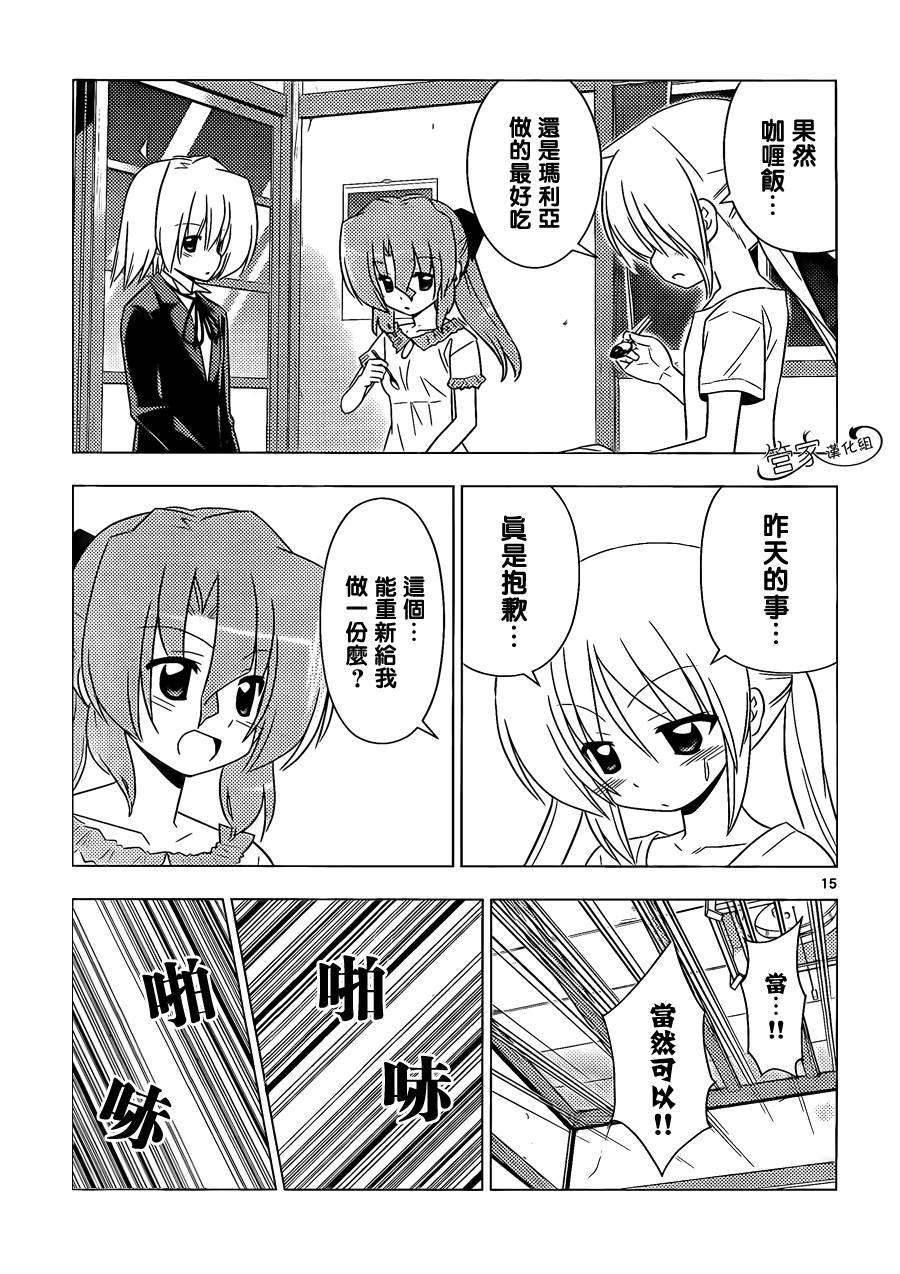 果然
咖喱飯…
還是瑪利亞
做的最好吃
管家漢化組
昨天的事…
真是抱歉…
這個…
能重新給我
做一份麼？
15
當…!!
當然可以!!
啪
咔
啪
咔